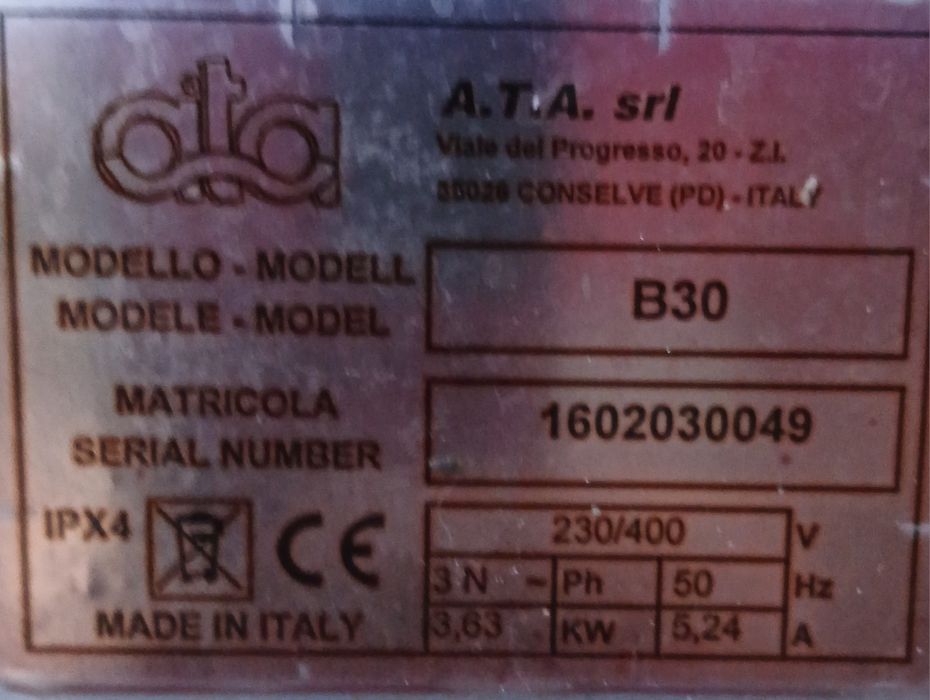 ata
A.T.A. srl
Viale del Progresso, 20 - Z.I.
35026 CONSELVE (PD) - ITALY
MODELLO - MODELL
MODELE - MODEL
B30
MATRICOLA
SERIAL NUMBER
1602030049
IPX4
CE
MADE IN ITALY
230/400 V
3 N ~ Ph 50 Hz
3,63 KW 5,24 A